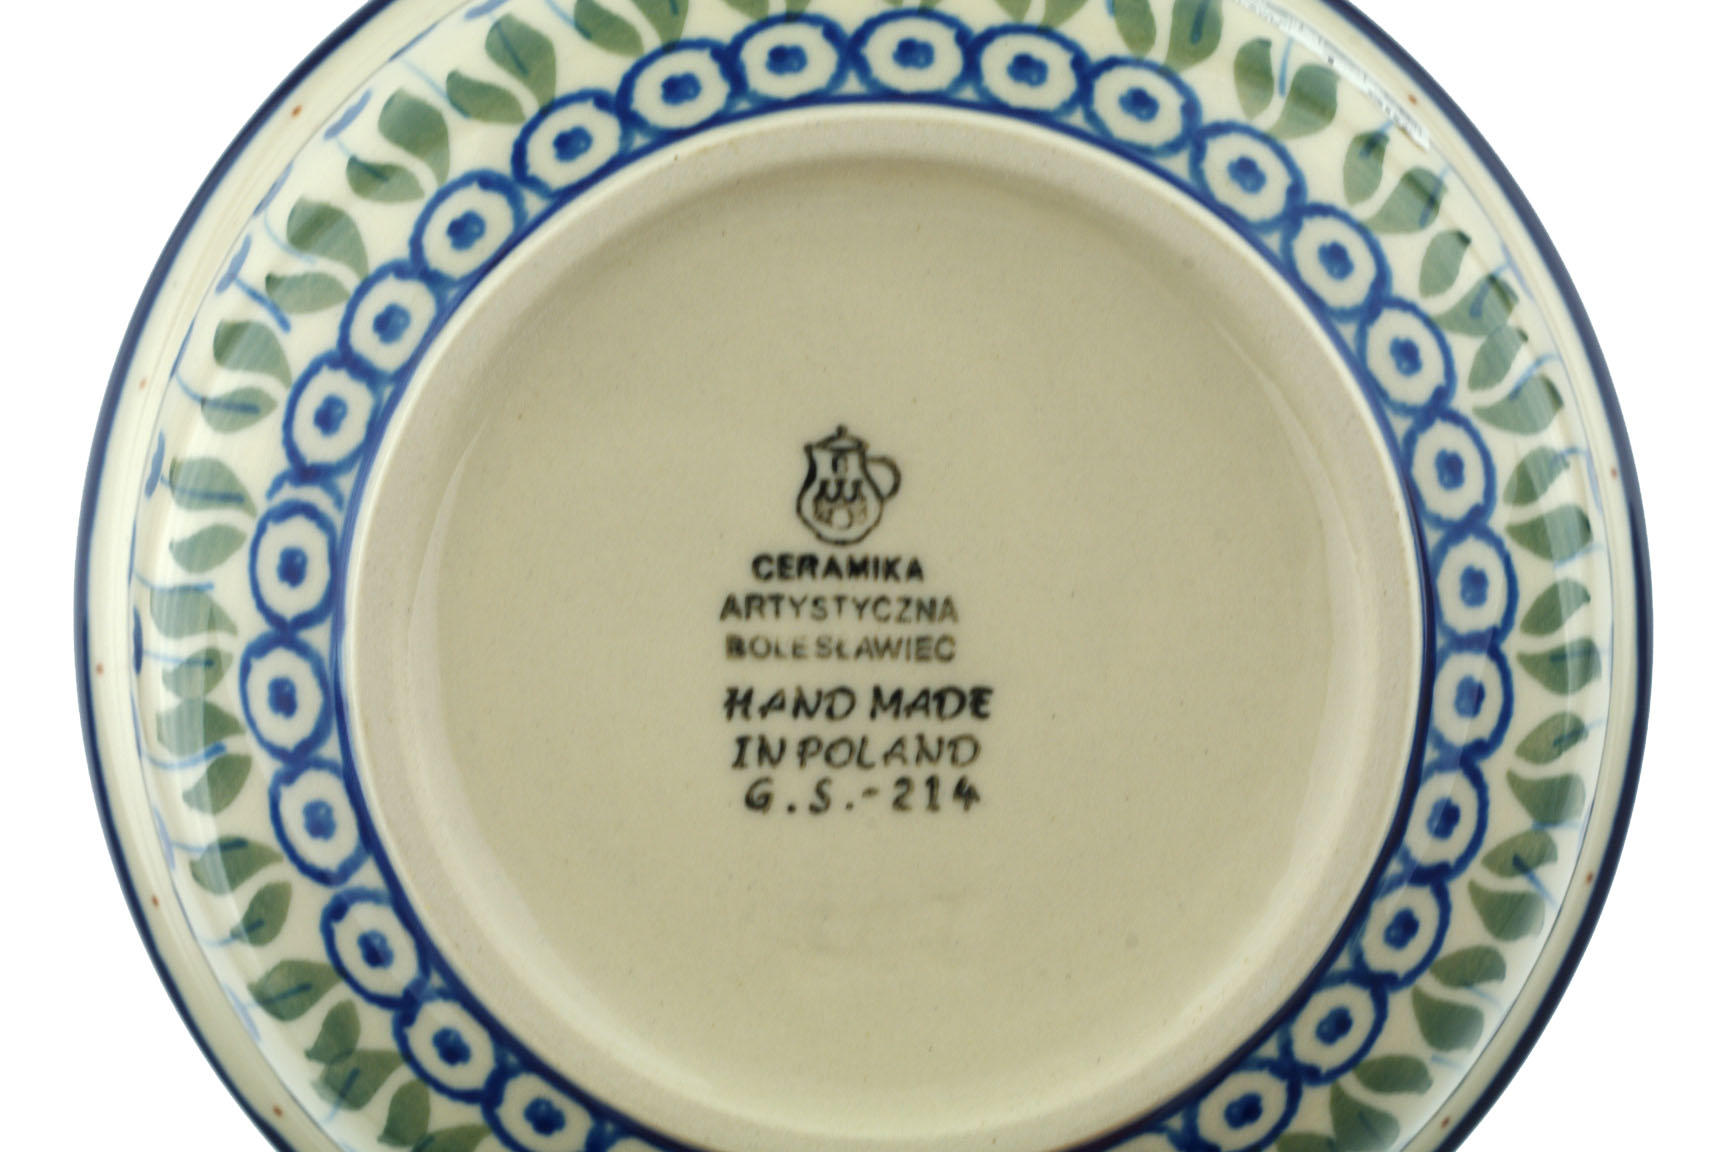 CERAMIKA
ARTYSTYCZNA
BOLESŁAWIEC
HAND MADE
IN POLAND
G.S.-214